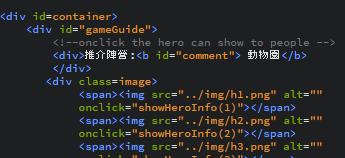 <div id=container>
<div id="gameGuide">
<!--onclick the hero can show to people -->
<div>推介陣營:<b id="comment"> 動物園</b>
</div>
<div class=image>
<span><img src="../img/h1.png" alt=""
onclick="showHeroInfo(1)"></span>
<span><img src="../img/h2.png" alt=""
onclick="showHeroInfo(2)"></span>
<span><img src="../img/h3.png" alt=""